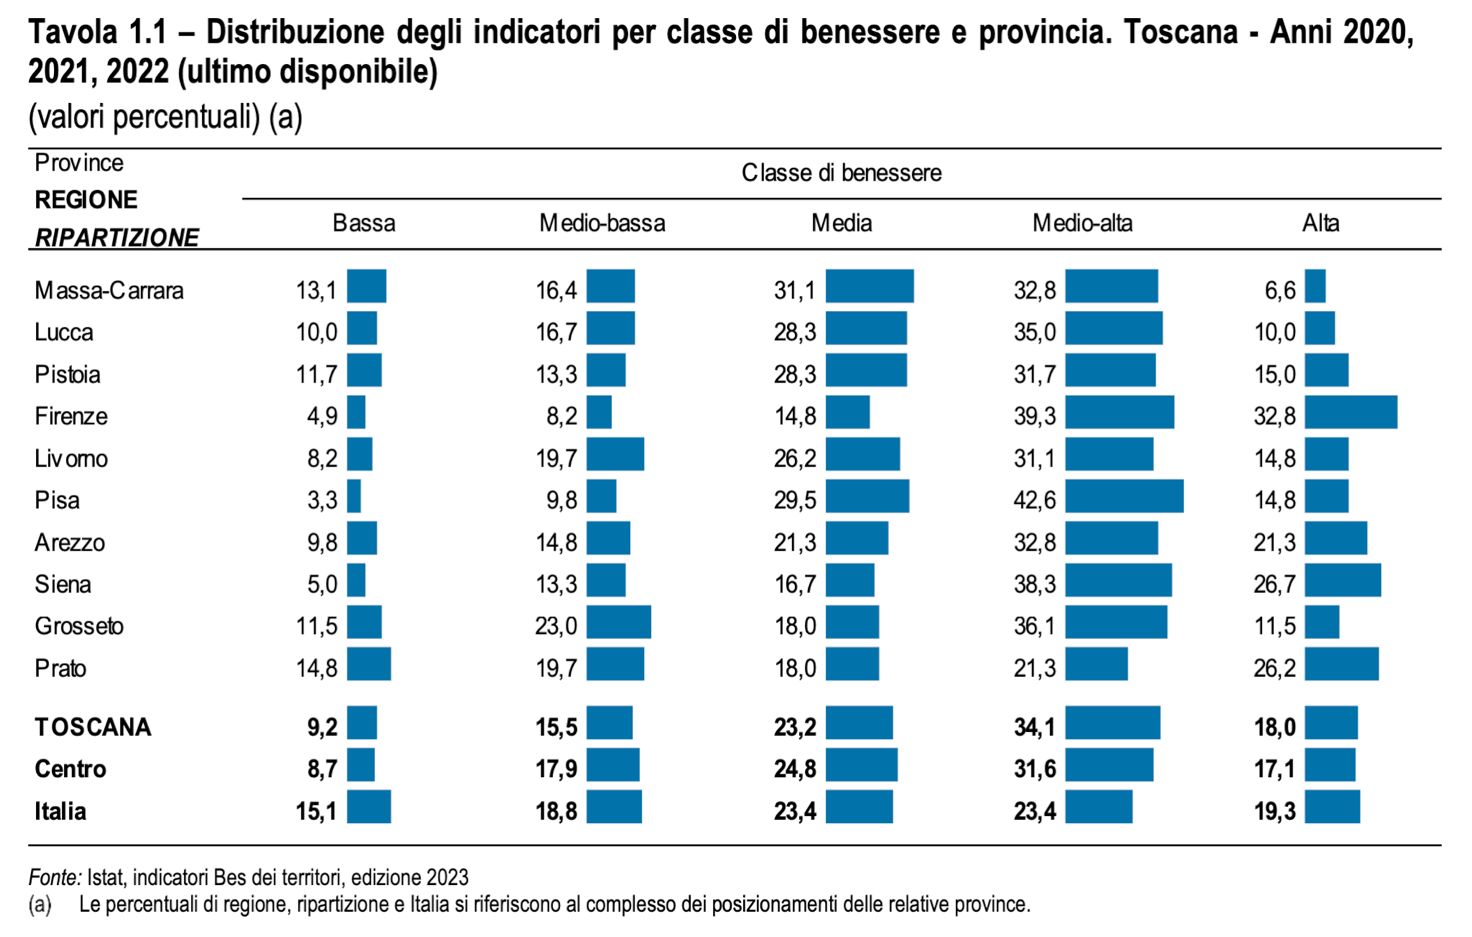 Tavola 1.1 – Distribuzione degli indicatori per classe di benessere e provincia. Toscana - Anni 2020,
2021, 2022 (ultimo disponibile)
(valori percentuali) (a)
Province
REGIONE
RIPARTIZIONE
Classe di benessere
Bassa Medio-bassa Media Medio-alta Alta
Massa-Carrara 13,1 16,4 31,1 32,8 6,6
Lucca 10,0 16,7 28,3 35,0 10,0
Pistoia 11,7 13,3 28,3 31,7 15,0
Firenze 4,9 8,2 14,8 39,3 32,8
Livorno 8,2 19,7 26,2 31,1 14,8
Pisa 3,3 9,8 29,5 42,6 14,8
Arezzo 9,8 14,8 21,3 32,8 21,3
Siena 5,0 13,3 16,7 38,3 26,7
Grosseto 11,5 23,0 18,0 36,1 11,5
Prato 14,8 19,7 18,0 21,3 26,2
TOSCANA 9,2 15,5 23,2 34,1 18,0
Centro 8,7 17,9 24,8 31,6 17,1
Italia 15,1 18,8 23,4 23,4 19,3
Fonte: Istat, indicatori Bes dei territori, edizione 2023
(a) Le percentuali di regione, ripartizione e Italia si riferiscono al complesso dei posizionamenti delle relative province.